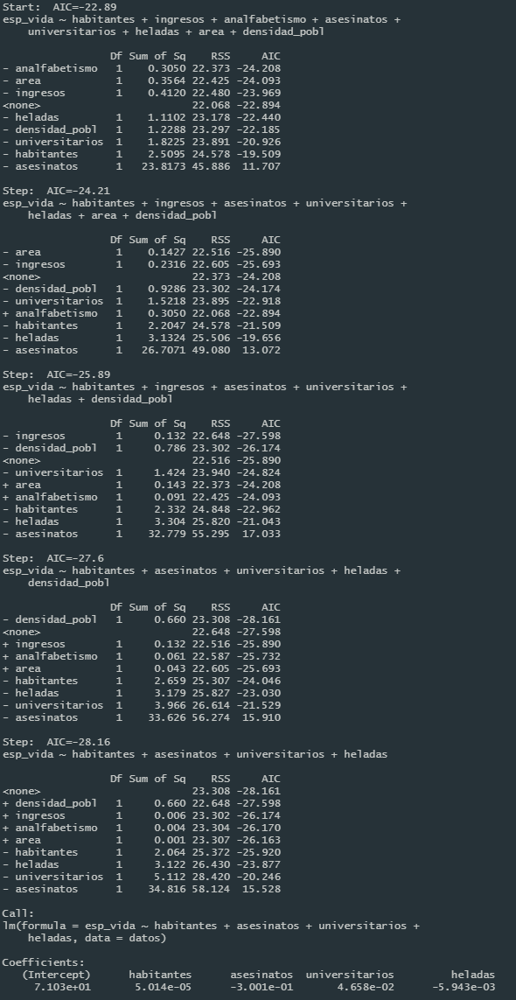 Start:  AIC=-22.89
esp_vida ~ habitantes + ingresos + analfabetismo + asesinatos +
    universitarios + heladas + area + densidad_pobl

                 Df Sum of Sq    RSS     AIC
- analfabetismo   1    0.3050 22.373 -24.208
- area            1    0.3564 22.425 -24.093
- ingresos        1    0.4120 22.480 -23.969
<none>                        22.068 -22.894
- heladas         1    1.1102 23.178 -22.440
- densidad_pobl   1    1.2288 23.297 -22.185
- universitarios  1    1.8225 23.891 -20.926
- habitantes      1    2.5095 24.578 -19.509
- asesinatos      1   23.8173 45.886  11.707

Step:  AIC=-24.21
esp_vida ~ habitantes + ingresos + asesinatos + universitarios +
    heladas + area + densidad_pobl

                 Df Sum of Sq    RSS     AIC
- area            1    0.1427 22.516 -25.890
- ingresos        1    0.2316 22.605 -25.693
<none>                        22.373 -24.208
- densidad_pobl   1    0.9286 23.302 -24.174
- universitarios  1    1.5218 23.895 -22.918
+ analfabetismo   1    0.3050 22.068 -22.894
- habitantes      1    2.2047 24.578 -21.509
- heladas         1    3.1324 25.506 -19.656
- asesinatos      1   26.7071 49.080  13.072

Step:  AIC=-25.89
esp_vida ~ habitantes + ingresos + asesinatos + universitarios +
    heladas + densidad_pobl

                 Df Sum of Sq    RSS     AIC
- ingresos        1     0.132 22.648 -27.598
- densidad_pobl   1     0.786 23.302 -26.174
<none>                        22.516 -25.890
- universitarios  1     1.424 23.940 -24.824
+ area            1     0.143 22.373 -24.208
+ analfabetismo   1     0.091 22.425 -24.093
- habitantes      1     2.332 24.848 -22.962
- heladas         1     3.304 25.820 -21.043
- asesinatos      1    32.779 55.295  17.033

Step:  AIC=-27.6
esp_vida ~ habitantes + asesinatos + universitarios + heladas +
    densidad_pobl

                 Df Sum of Sq    RSS     AIC
- densidad_pobl   1     0.660 23.308 -28.161
<none>                        22.648 -27.598
+ ingresos        1     0.132 22.516 -25.890
+ analfabetismo   1     0.061 22.587 -25.732
+ area            1     0.043 22.605 -25.693
- habitantes      1     2.659 25.307 -24.046
- heladas         1     3.179 25.827 -23.030
- universitarios  1     3.966 26.614 -21.529
- asesinatos      1    33.626 56.274  15.910

Step:  AIC=-28.16
esp_vida ~ habitantes + asesinatos + universitarios + heladas

                 Df Sum of Sq    RSS     AIC
<none>                        23.308 -28.161
+ densidad_pobl   1     0.660 22.648 -27.598
+ ingresos        1     0.006 23.302 -26.174
+ analfabetismo   1     0.004 23.304 -26.170
+ area            1     0.001 23.307 -26.163
- habitantes      1     2.064 25.372 -25.920
- heladas         1     3.122 26.430 -23.877
- universitarios  1     5.112 28.420 -20.246
- asesinatos      1    34.816 58.124  15.528

Call:
lm(formula = esp_vida ~ habitantes + asesinatos + universitarios +
    heladas, data = datos)

Coefficients:
   (Intercept)      habitantes      asesinatos  universitarios         heladas
     7.103e+01       5.014e-05      -3.001e-01       4.658e-02      -5.943e-03